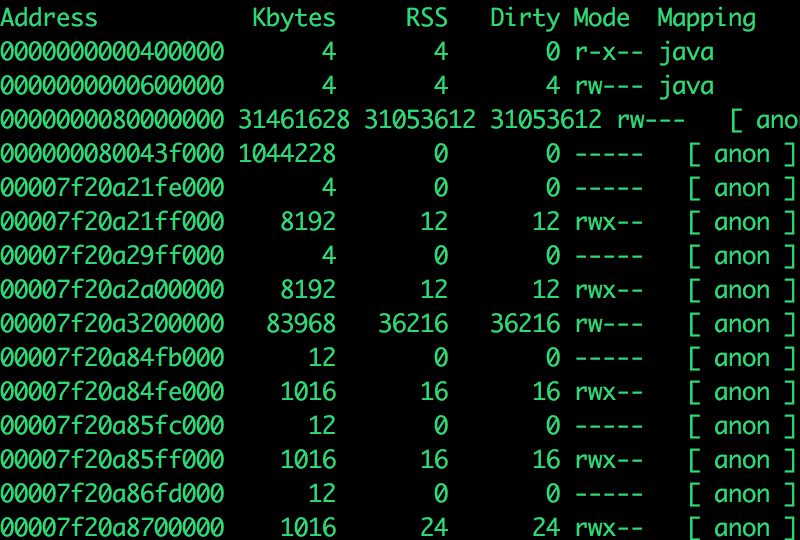 Address Kbytes RSS Dirty Mode Mapping
0000000000400000 4 4 0 r-x-- java
0000000000600000 4 4 4 rw--- java
0000000080000000 31461628 31053612 31053612 rw--- [ anon
000000080043f000 1044228 0 0 ----- [ anon ]
00007f20a21fe000 4 0 0 ----- [ anon ]
00007f20a21ff000 8192 12 12 rwx-- [ anon ]
00007f20a29ff000 4 0 0 ----- [ anon ]
00007f20a2a00000 8192 12 12 rwx-- [ anon ]
00007f20a3200000 83968 36216 36216 rw--- [ anon ]
00007f20a84fb000 12 0 0 ----- [ anon ]
00007f20a84fe000 1016 16 16 rwx-- [ anon ]
00007f20a85fc000 12 0 0 ----- [ anon ]
00007f20a85ff000 1016 16 16 rwx-- [ anon ]
00007f20a86fd000 12 0 0 ----- [ anon ]
00007f20a8700000 1016 24 24 rwx-- [ anon ]